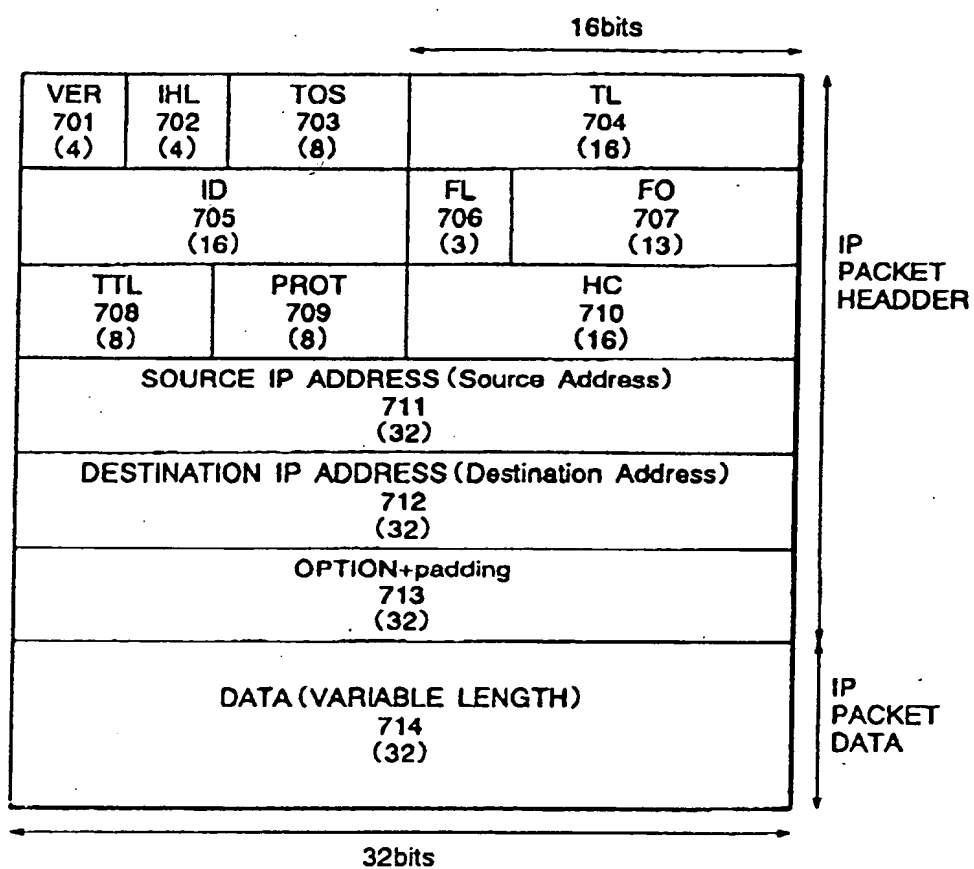 16bits
VER IHL TOS TL
701 702 703 704
(4) (4) (8) (16)
ID FL FO
705 706 707
(16) (3) (13)
TTL PROT HC
708 709 710
(8) (8) (16)
SOURCE IP ADDRESS (Source Address)
711
(32)
DESTINATION IP ADDRESS (Destination Address)
712
(32)
OPTION+padding
713
(32)
IP
PACKET
HEADDER
DATA (VARIABLE LENGTH)
714
(32)
IP
PACKET
DATA
32bits